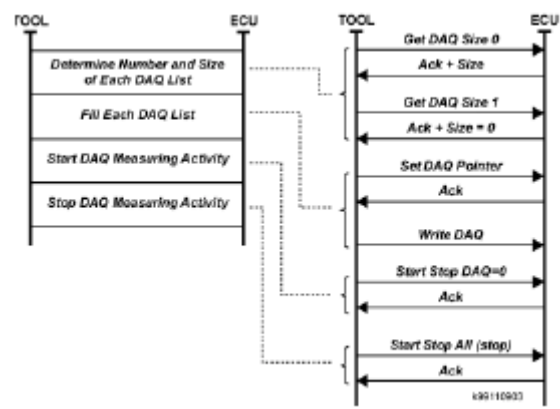 TOOL
ECU
Determine Number and Size
of Each DAQ List
Fill Each DAQ List
Start DAQ Measuring Activity
Stop DAQ Measuring Activity
TOOL
ECU
Get DAQ Size 0
Ack + Size
Get DAQ Size 1
Ack + Size = 0
Set DAQ Pointer
Ack
Write DAQ
Start Stop DAQ=0
Ack
Start Stop All (stop)
Ack
k99110903